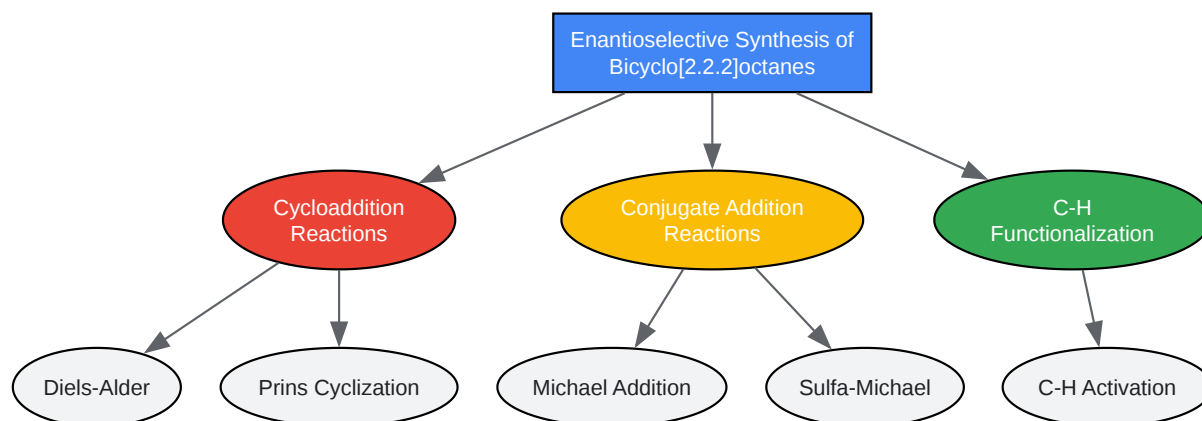 Enantioselective Synthesis of
Bicyclo[2.2.2]octanes
Cycloaddition
Reactions
Conjugate Addition
Reactions
C-H
Functionalization
Diels-Alder
Prins Cyclization
Michael Addition
Sulfa-Michael
C-H Activation